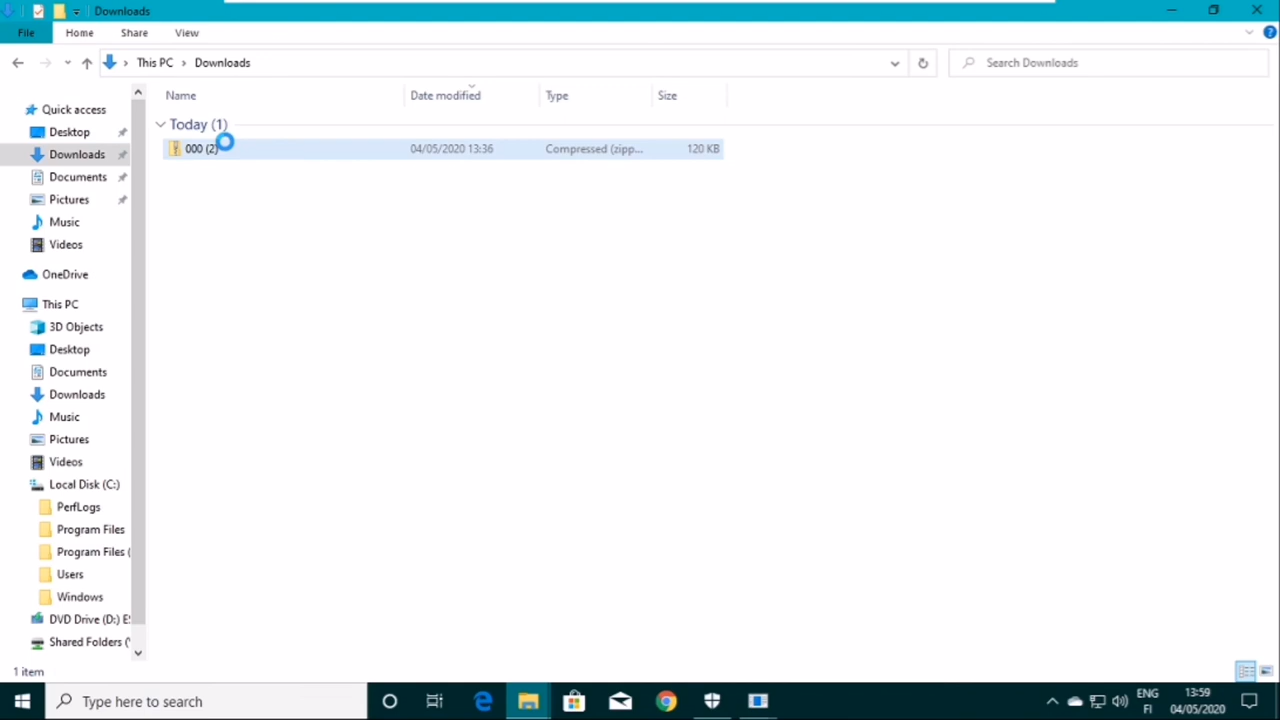 Downloads
File Home Share View
This PC Downloads
Search Downloads
Name Date modified Type Size
Today (1)
000 (2) 04/05/2020 13:36 Compressed (zipp... 120 KB
Quick access
Desktop
Downloads
Documents
Pictures
Music
Videos
OneDrive
This PC
3D Objects
Desktop
Documents
Downloads
Music
Pictures
Videos
Local Disk (C:)
PerfLogs
Program Files
Program Files (
Users
Windows
DVD Drive (D:) ES
Shared Folders (
1 item
Type here to search
ENG 13:59
FI 04/05/2020